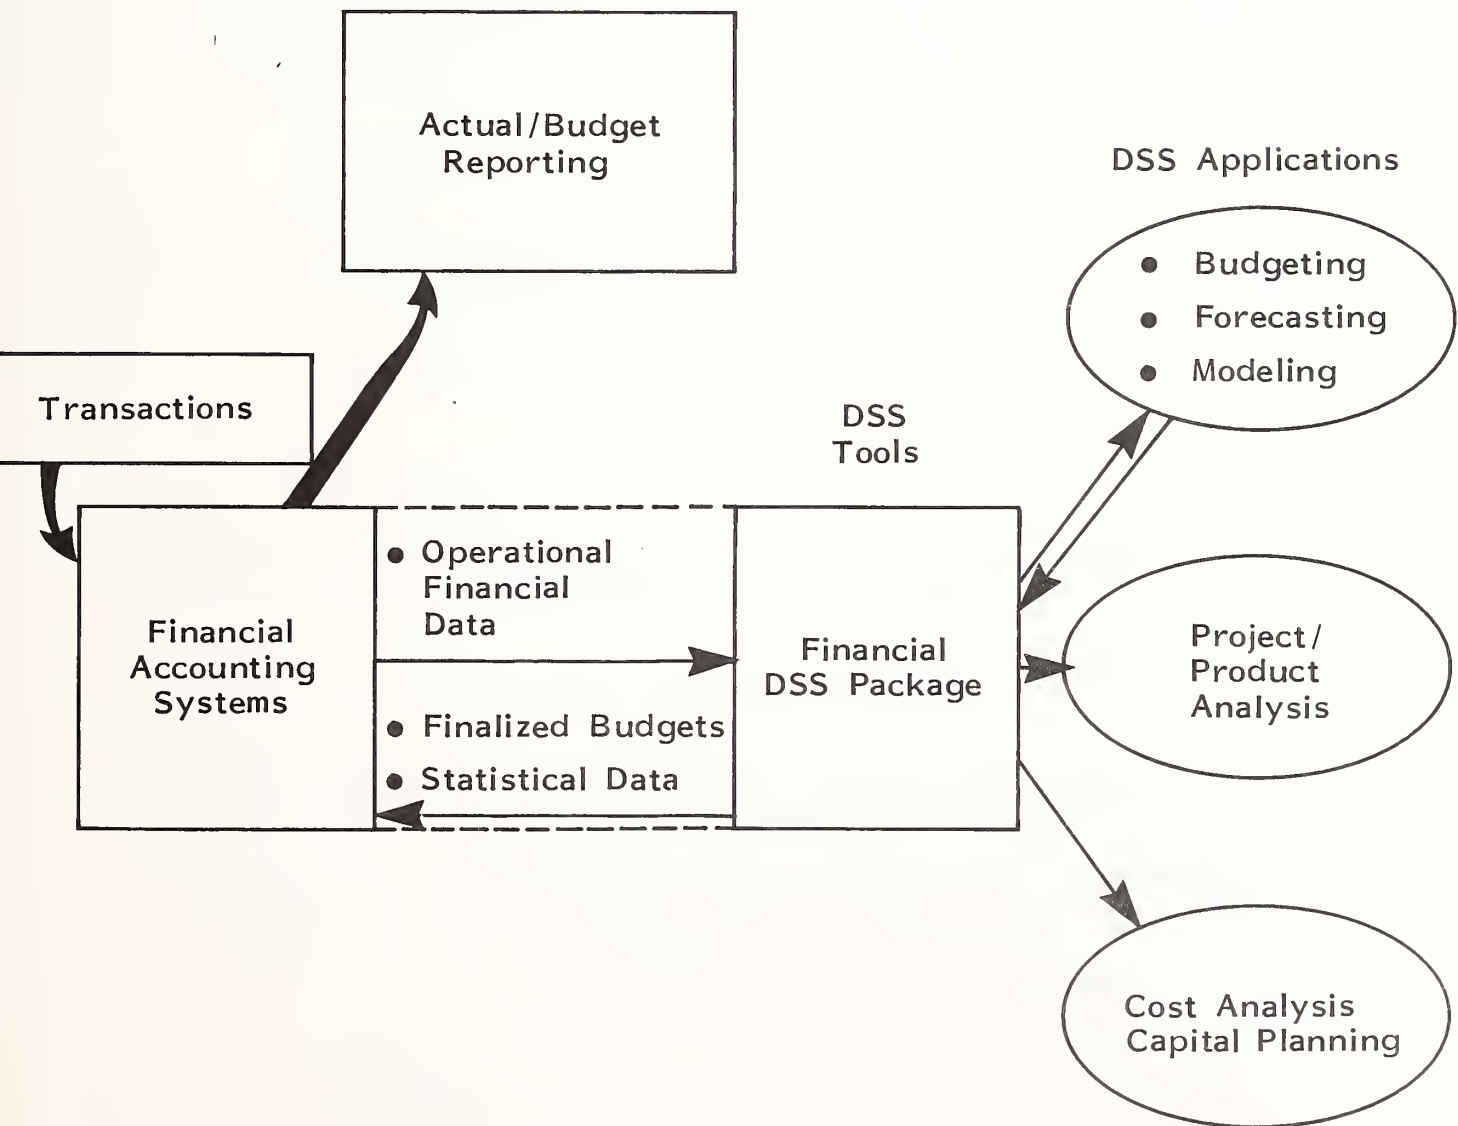 Actual/Budget
Reporting
DSS Applications
● Budgeting
● Forecasting
● Modeling
Transactions
DSS
Tools
● Operational
Financial
Data
Financial
Accounting
Systems
Financial
DSS Package
● Finalized Budgets
● Statistical Data
Project/
Product
Analysis
Cost Analysis
Capital Planning